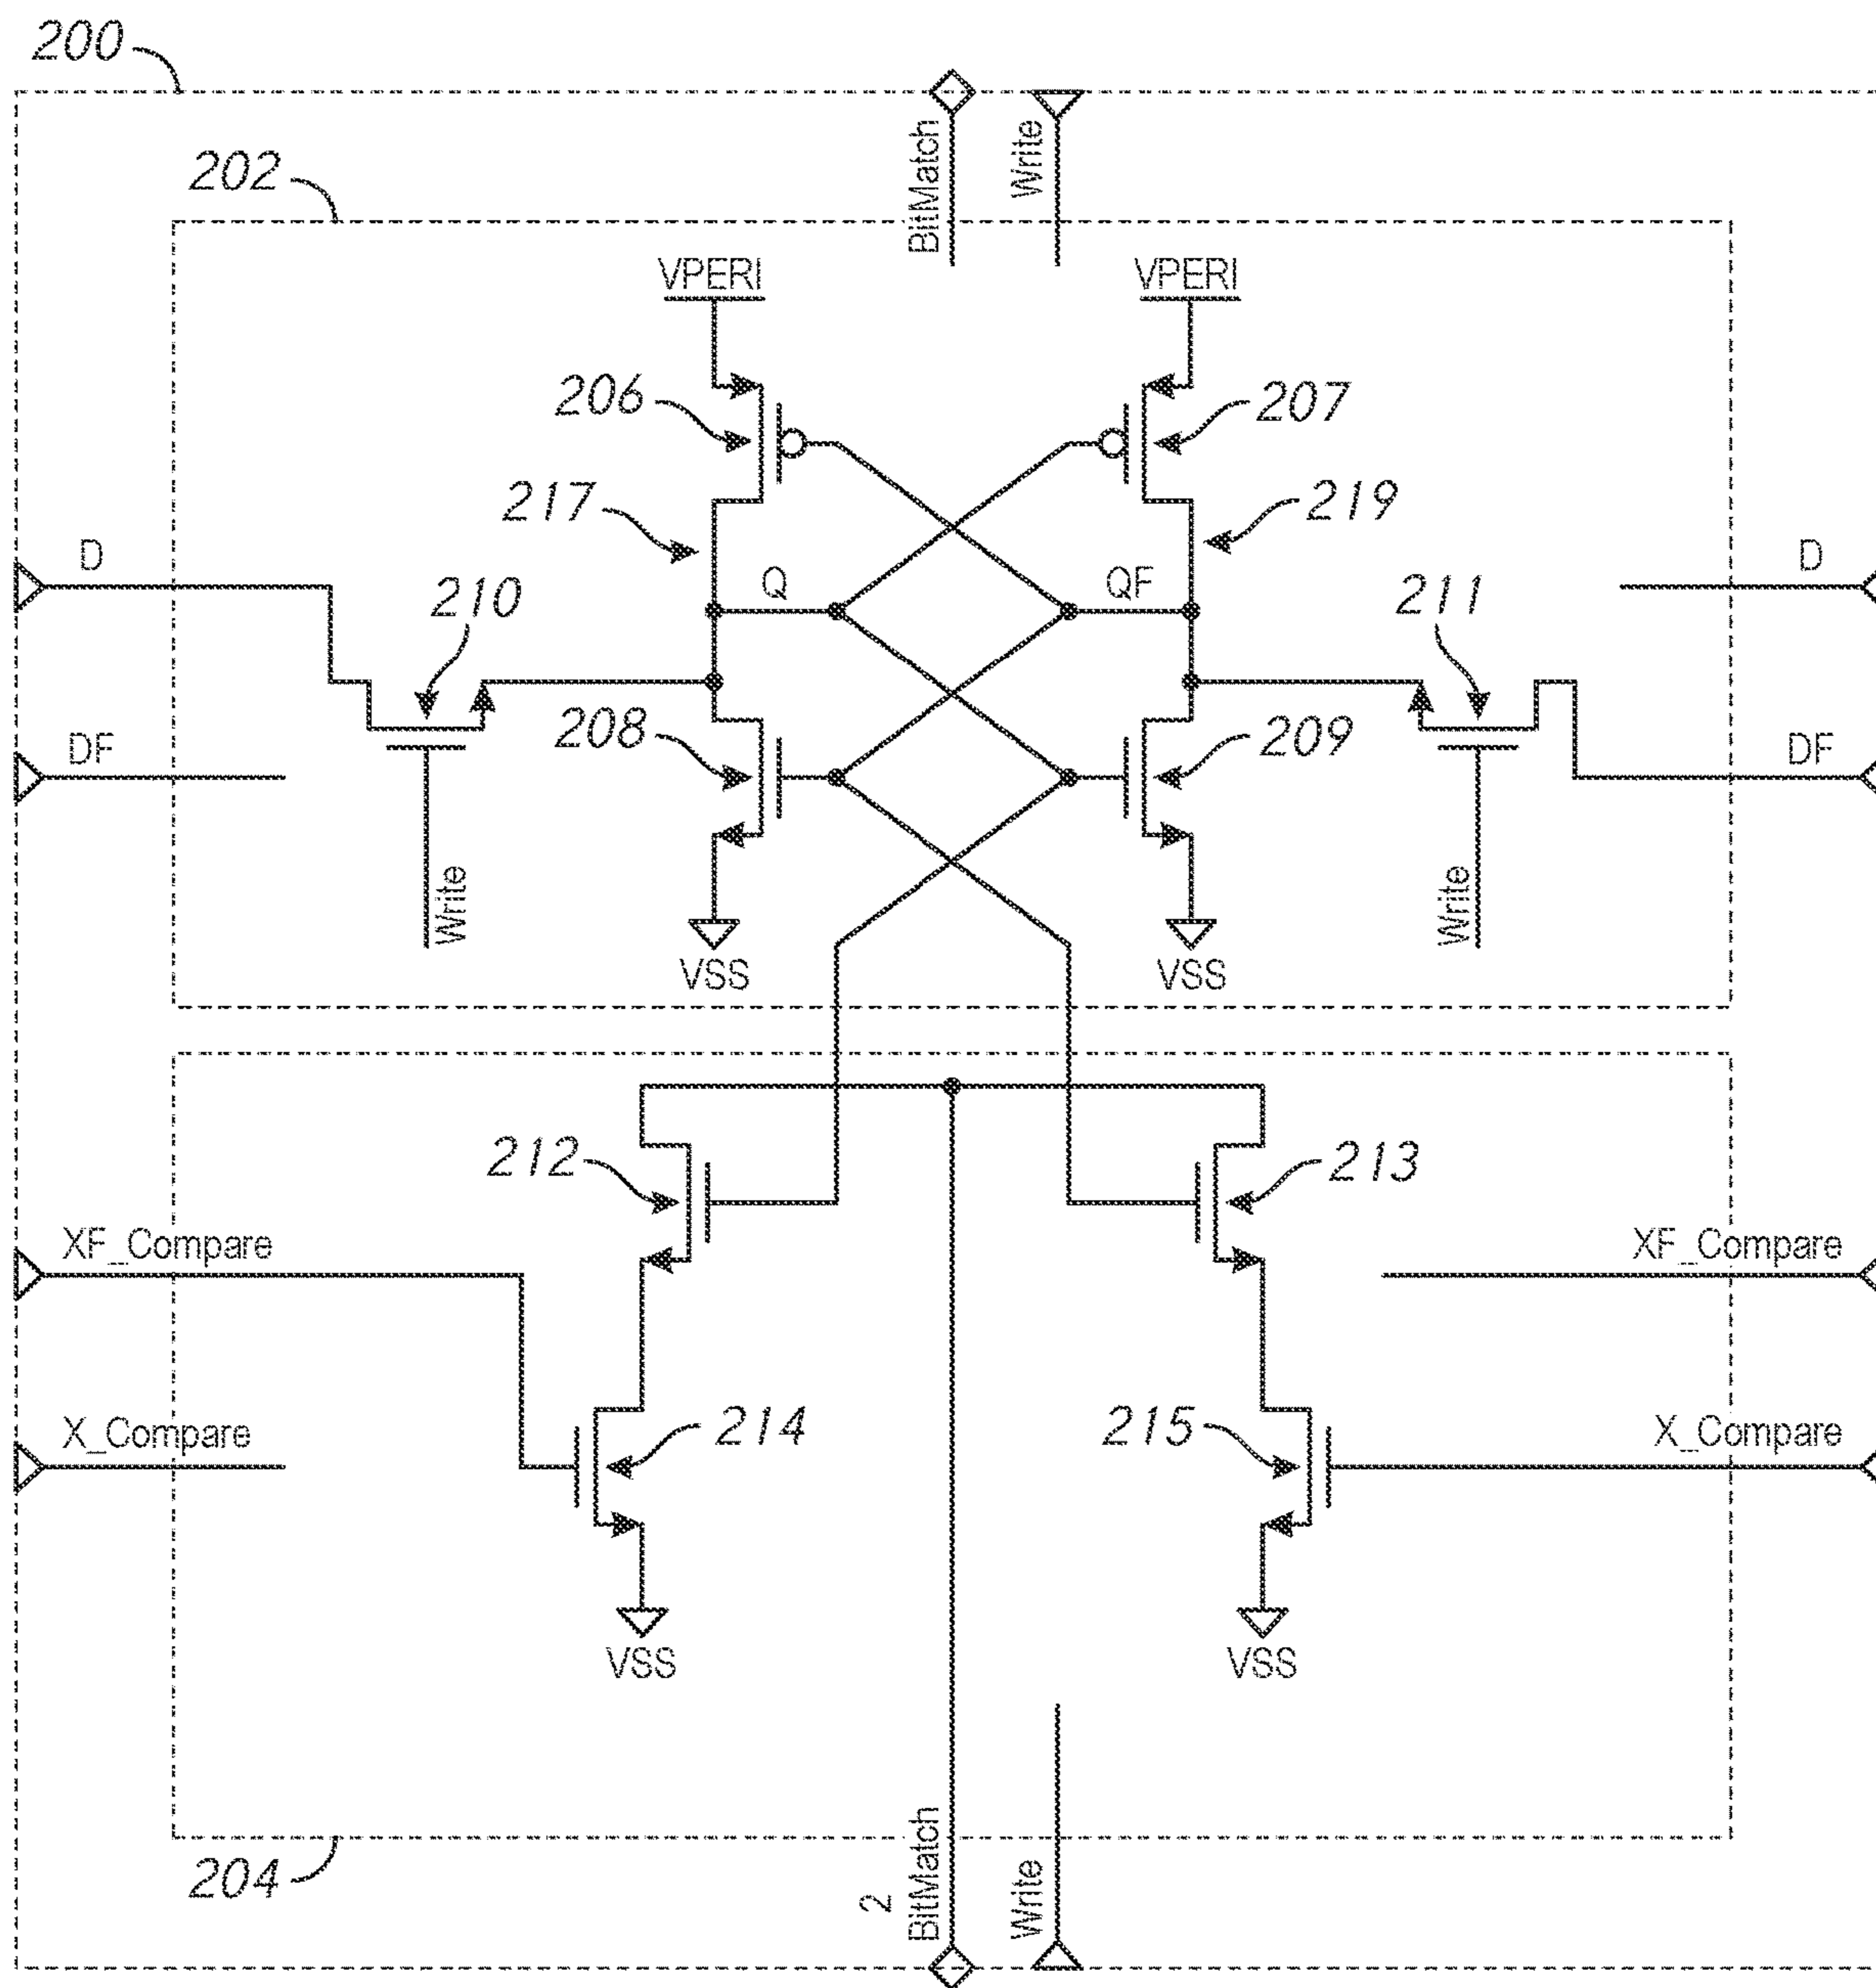 200
BitMatch
Write
202
VPERI
VPERI
206
207
217
219
D
Q
QF
D
210
211
DF
208
209
DF
Write
Write
VSS
VSS
212
213
XF_Compare
XF_Compare
X_Compare
214
215
X_Compare
VSS
VSS
204
2
BitMatch
Write